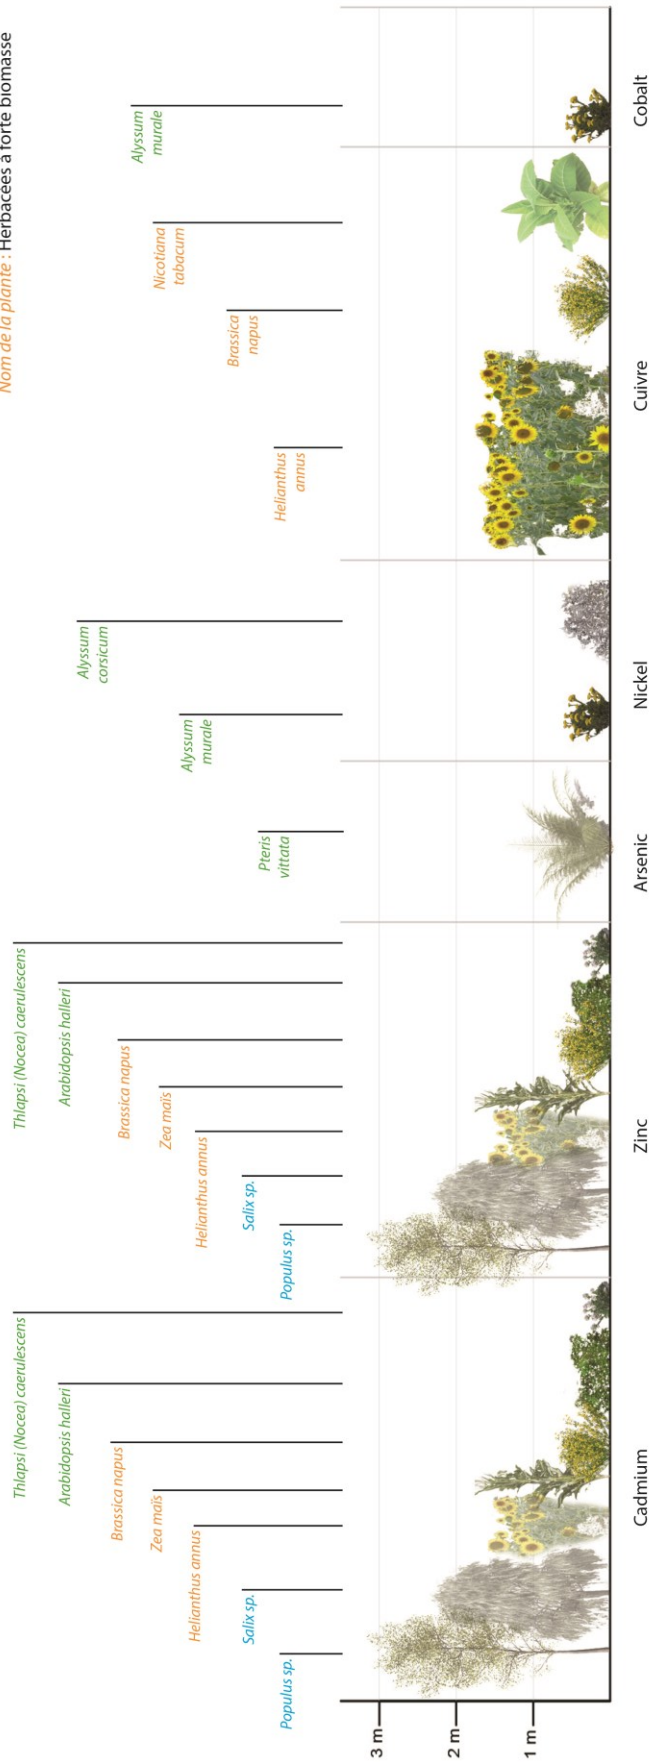 Nom de la plante : Herbacées à forte biomasse
Populus sp.
Salix sp.
Helianthus annus
Zea maïs
Brassica napus
Arabidopsis halleri
Thlapsi (Nocea) caerulescens
Populus sp.
Salix sp.
Helianthus annus
Zea maïs
Brassica napus
Arabidopsis halleri
Thlapsi (Nocea) caerulescens
Pteris
vittata
Alyssum
murale
Alyssum
corsicum
Helianthus
annus
Brassica
napus
Nicotiana
tabacum
Alyssum
murale
3 m
2 m
1 m
Cadmium
Zinc
Arsenic
Nickel
Cuivre
Cobalt